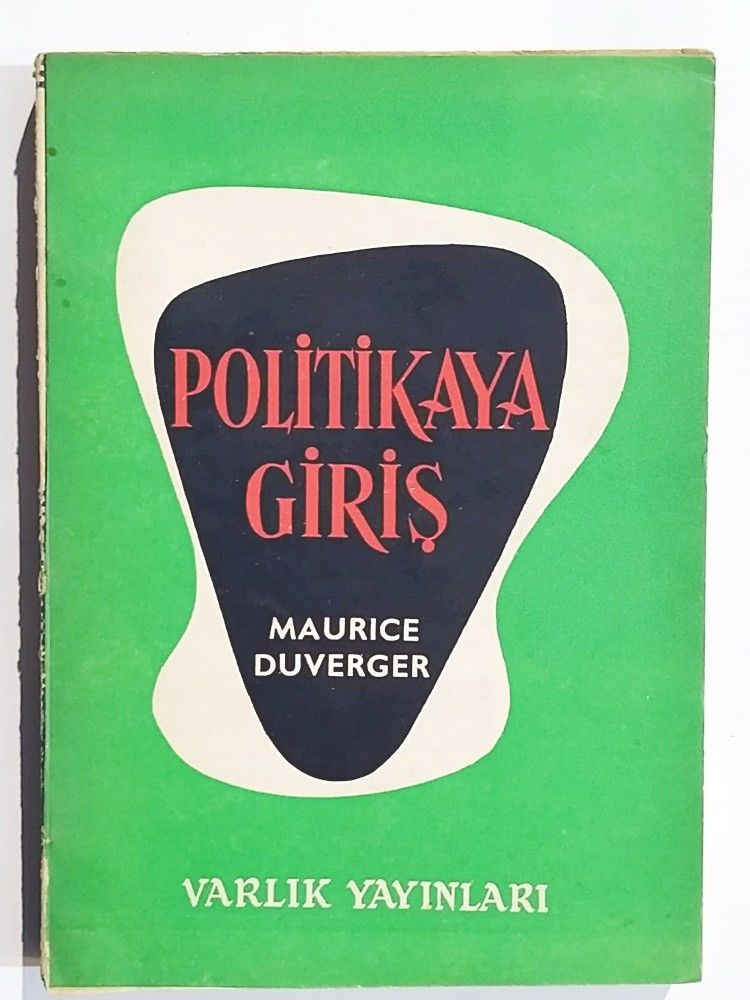 POLİTİKAYA
GİRİŞ
MAURICE
DUVERGER
VARLIK YAYINLARI